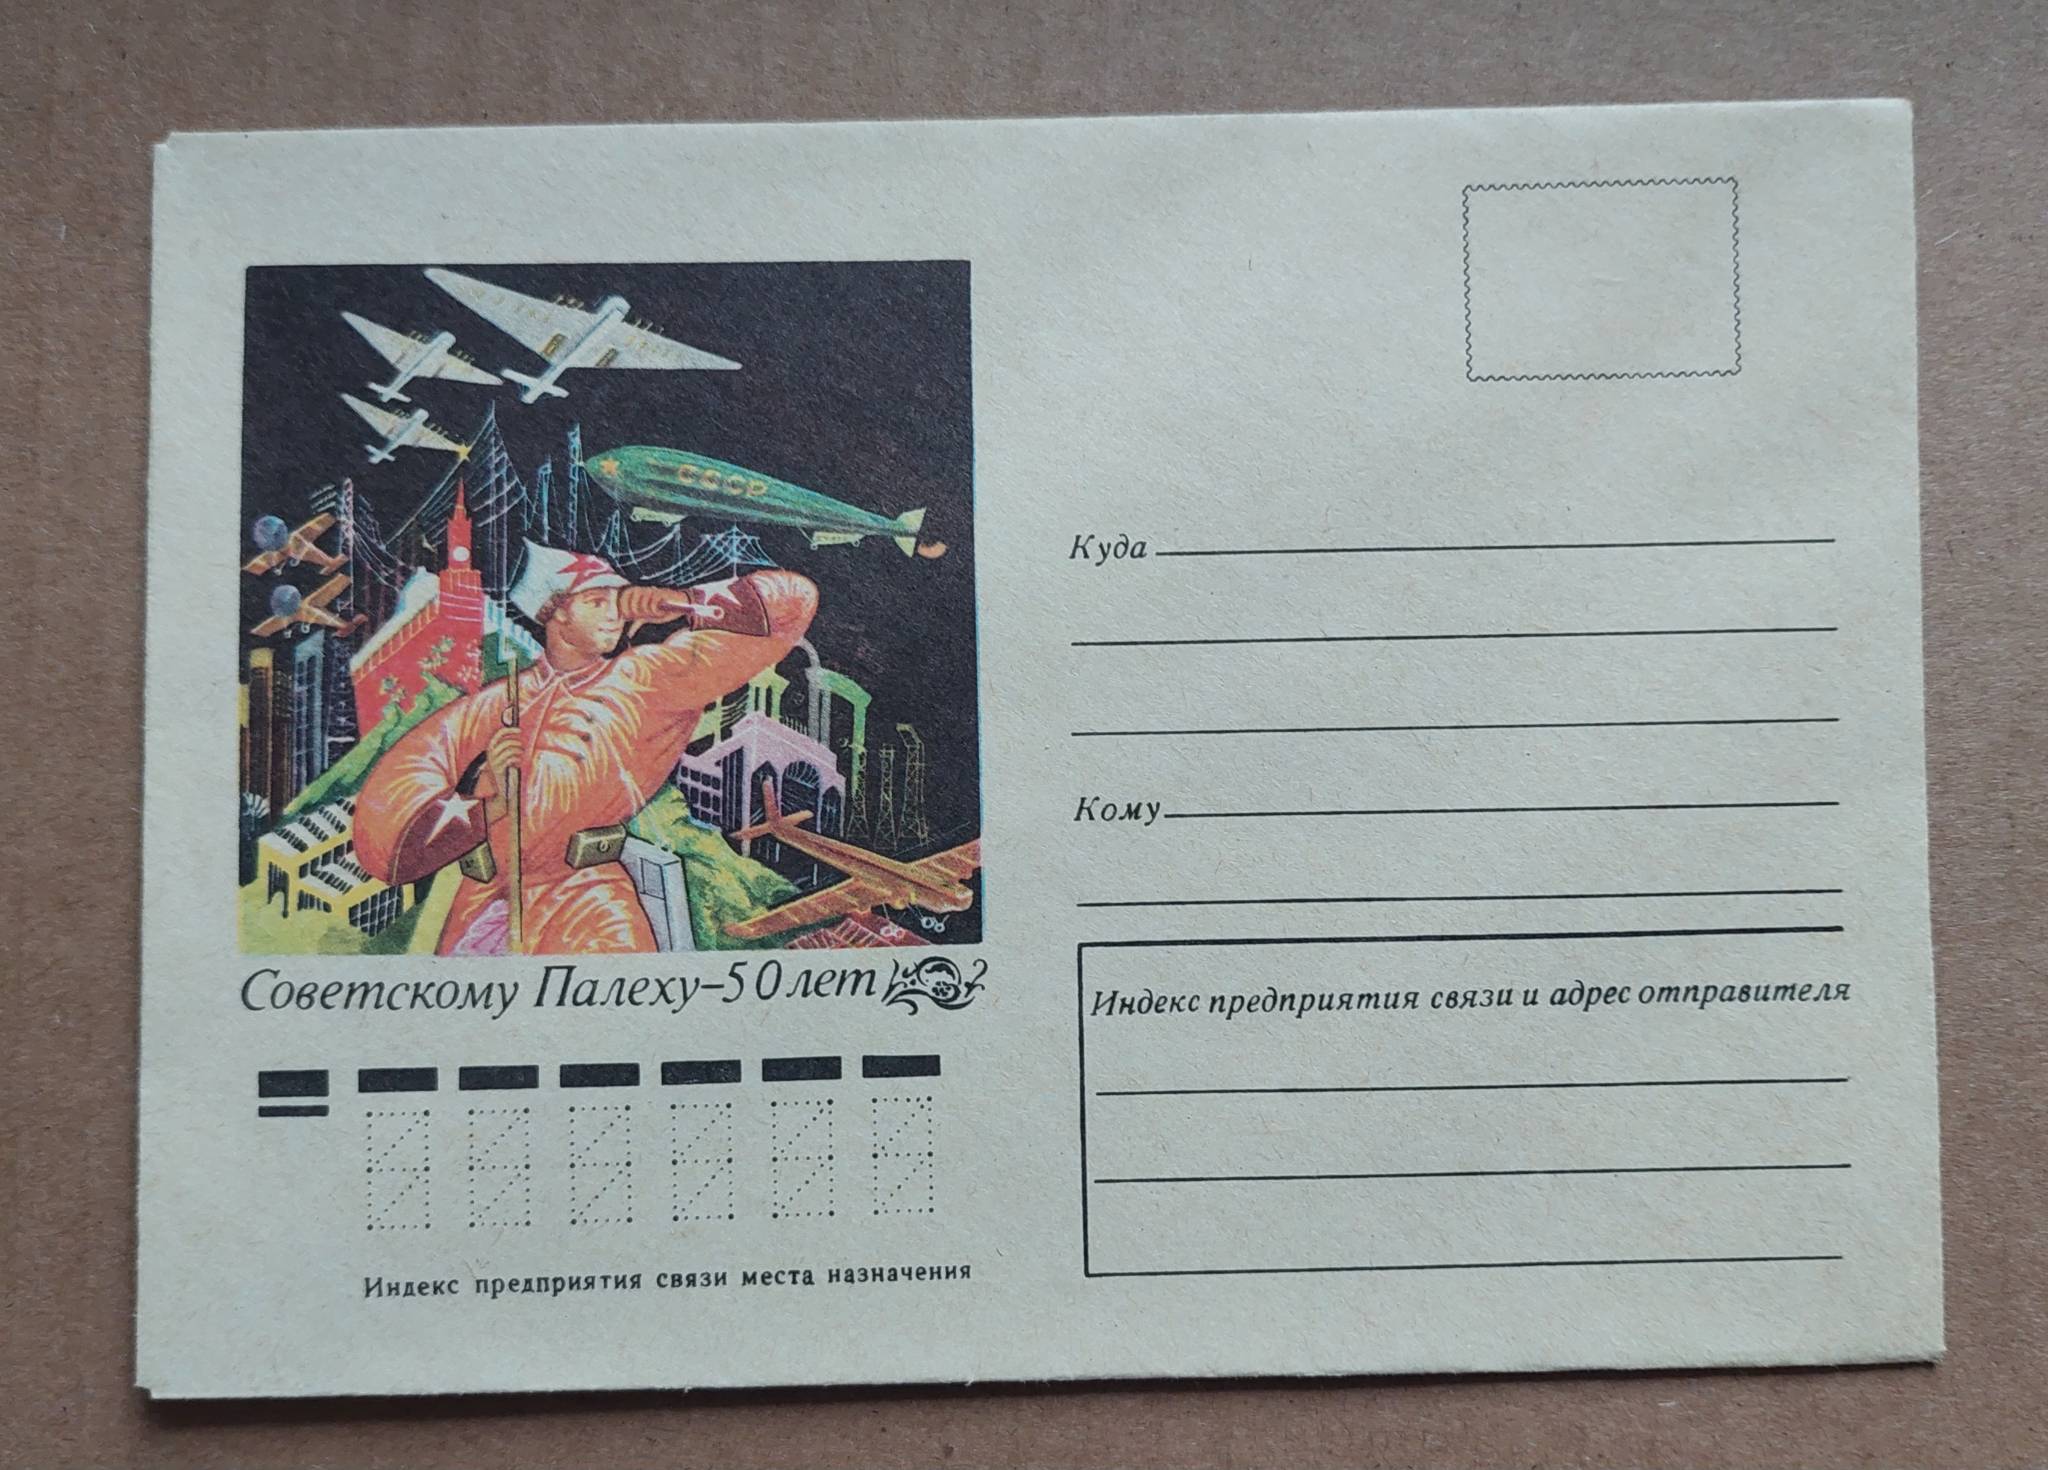 СССР
Советскому Палеху–50 лет
Куда
Кому
Индекс предприятия связи и адрес отправителя
Индекс предприятия связи места назначения